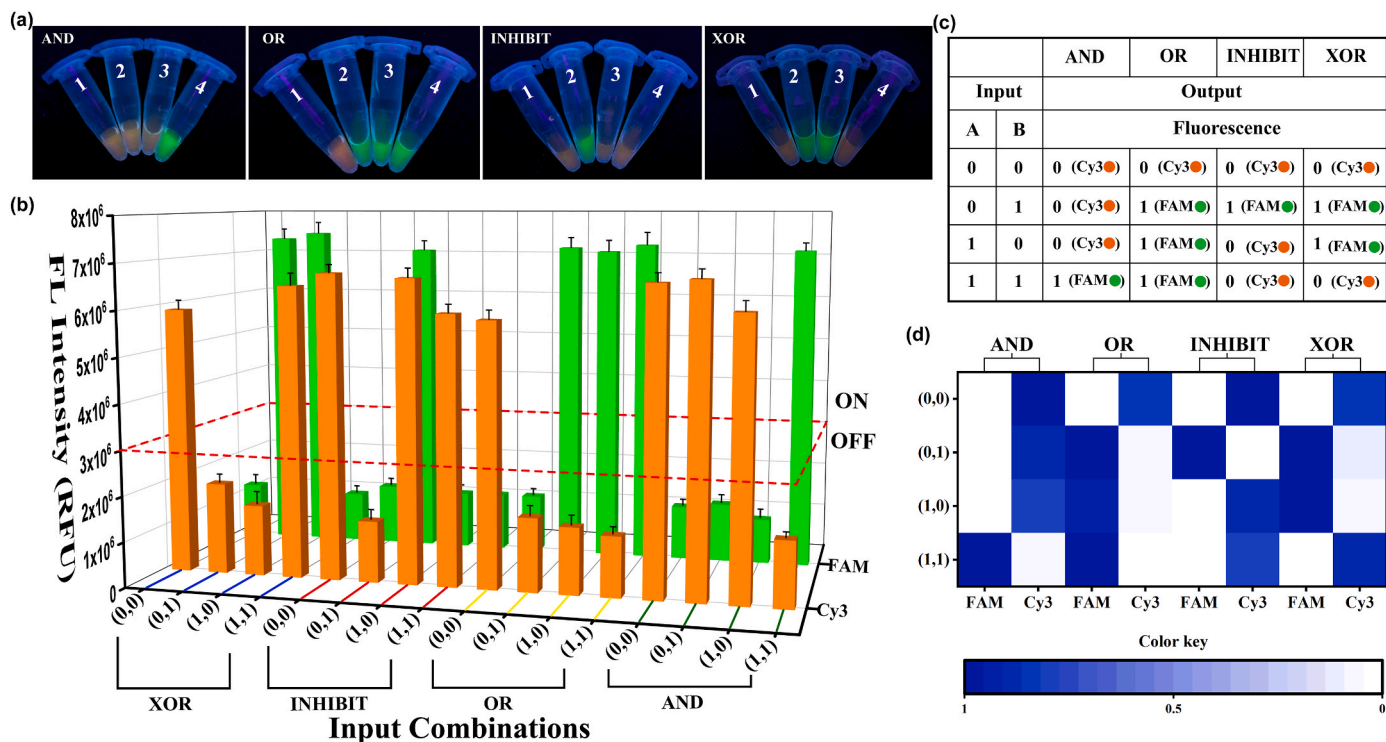 (a)
AND
1
2
3
4
OR
1
2
3
4
INHIBIT
1
2
3
4
XOR
1
2
3
4
(b)
FL Intensity (RFU)
8x10⁶
7x10⁶
6x10⁶
5x10⁶
4x10⁶
3x10⁶
2x10⁶
1x10⁶
0
ON
OFF
FAM
Cy3
(0,0) (0,1) (1,0) (1,1) (0,0) (0,1) (1,0) (1,1) (0,0) (0,1) (1,0) (1,1) (0,0) (0,1) (1,0) (1,1)
XOR INHIBIT OR AND
Input Combinations
(c)
AND OR INHIBIT XOR
Input Output
A B Fluorescence
0 0 0 (Cy3) 0 (Cy3) 0 (Cy3) 0 (Cy3)
0 1 0 (Cy3) 1 (FAM) 1 (FAM) 1 (FAM)
1 0 0 (Cy3) 1 (FAM) 0 (Cy3) 1 (FAM)
1 1 1 (FAM) 1 (FAM) 0 (Cy3) 0 (Cy3)
(d)
AND OR INHIBIT XOR
(0,0)
(0,1)
(1,0)
(1,1)
FAM Cy3 FAM Cy3 FAM Cy3 FAM Cy3
Color key
1 0.5 0